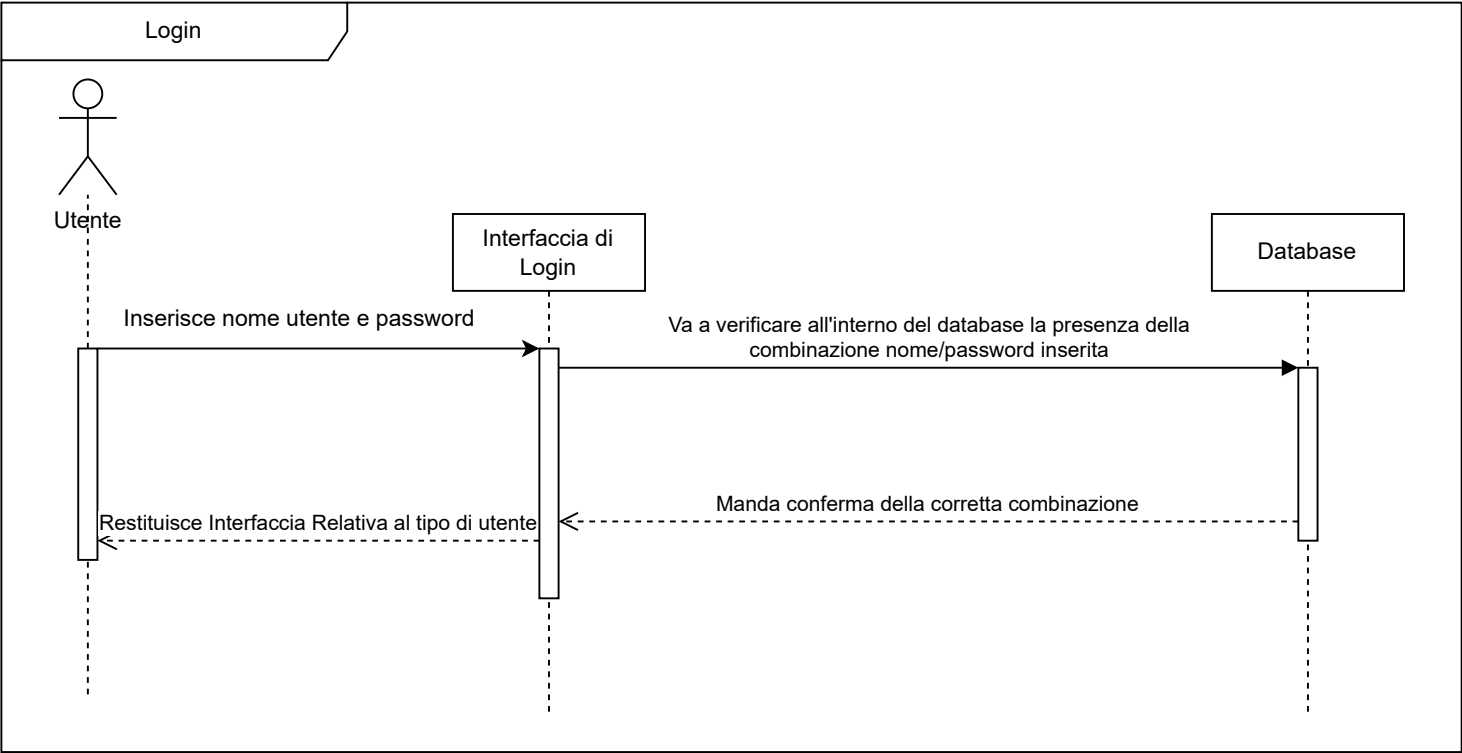 Login
Utente
Interfaccia di
Login
Database
Inserisce nome utente e password
Va a verificare all'interno del database la presenza della
combinazione nome/password inserita
Manda conferma della corretta combinazione
Restituisce Interfaccia Relativa al tipo di utente